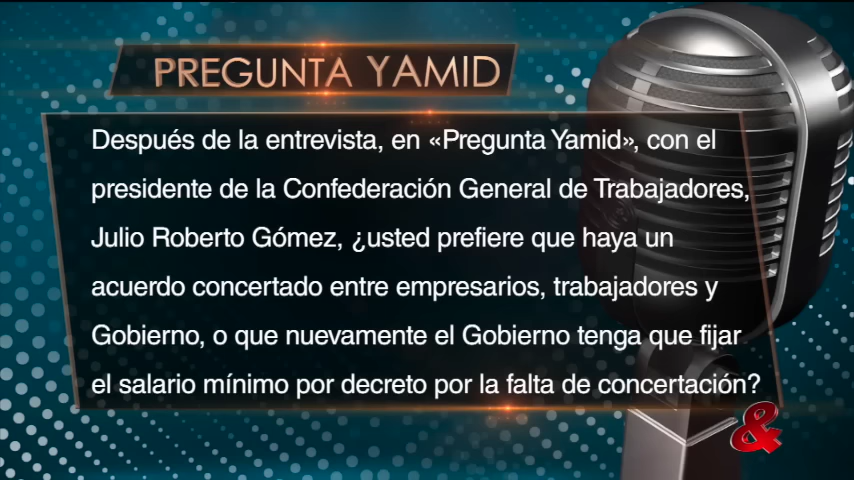 PREGUNTA YAMID
Después de la entrevista, en «Pregunta Yamid», con el
presidente de la Confederación General de Trabajadores,
Julio Roberto Gómez, ¿usted prefiere que haya un
acuerdo concertado entre empresarios, trabajadores y
Gobierno, o que nuevamente el Gobierno tenga que fijar
el salario mínimo por decreto por la falta de concertación?
&